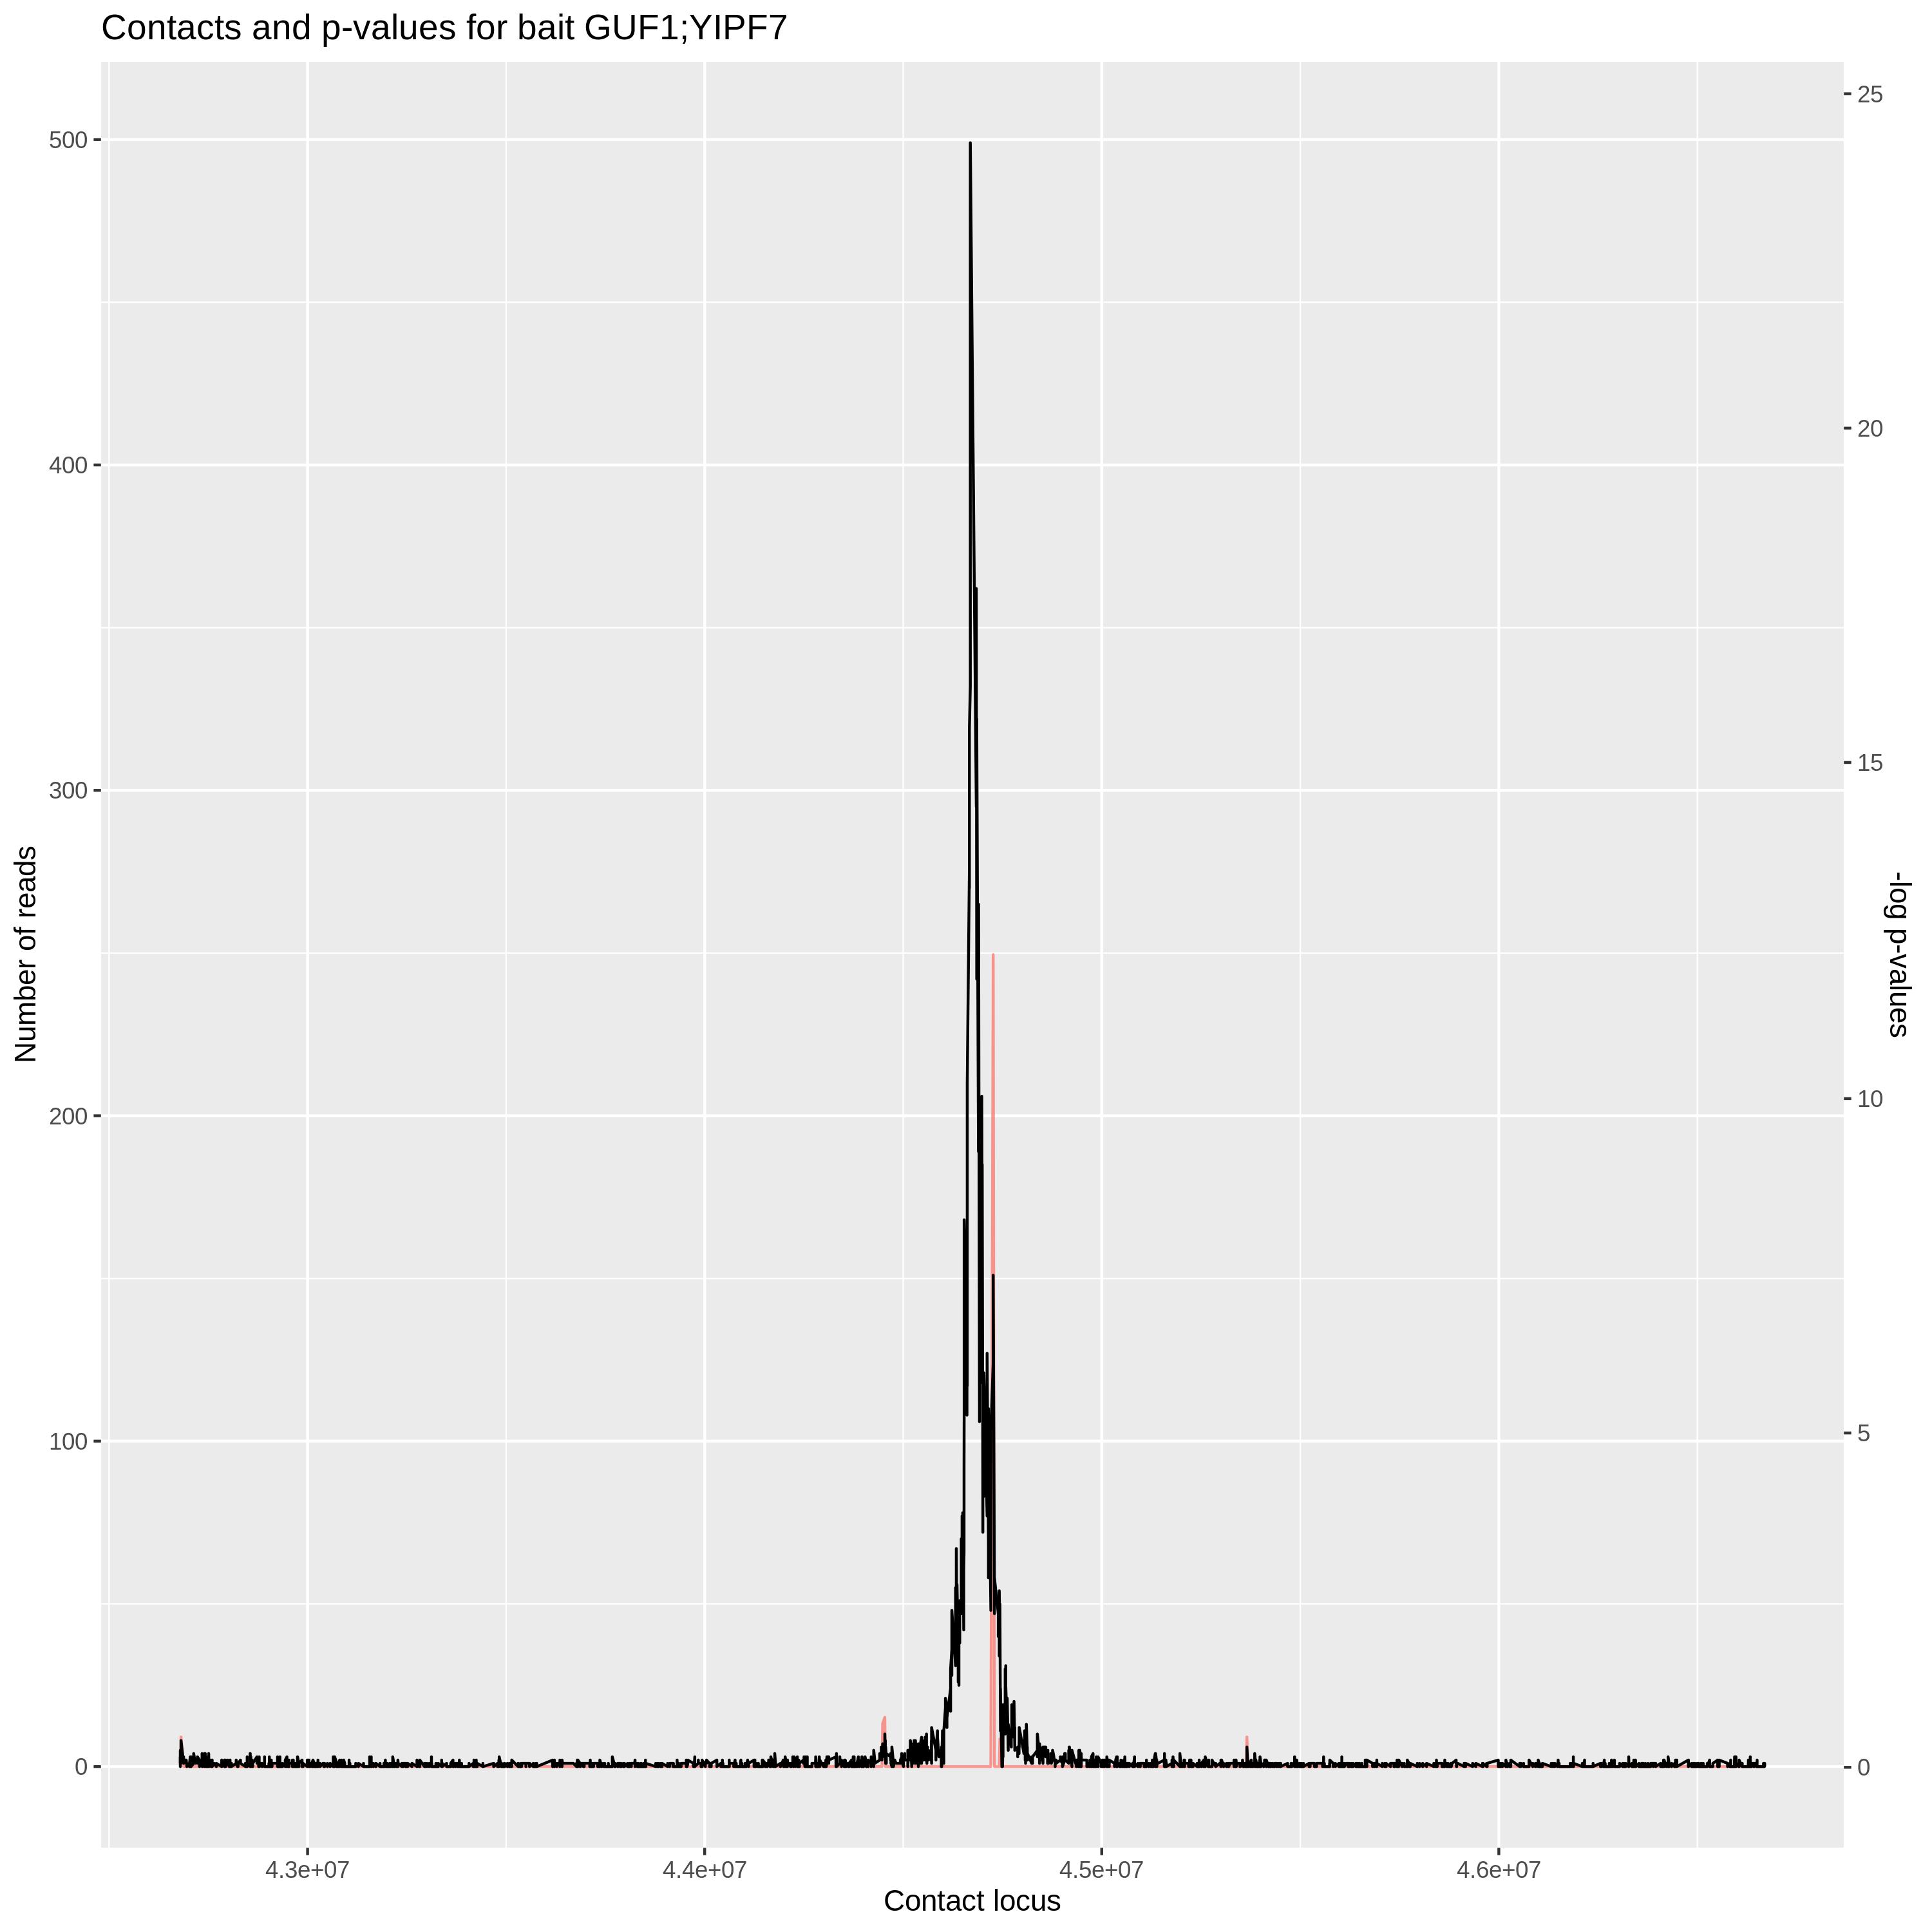 Contacts and p-values for bait GUF1;YIPF7
500
400
300
200
100
0
Number of reads
25
20
15
10
5
0
-log p-values
4.3e+07
4.4e+07
4.5e+07
4.6e+07
Contact locus